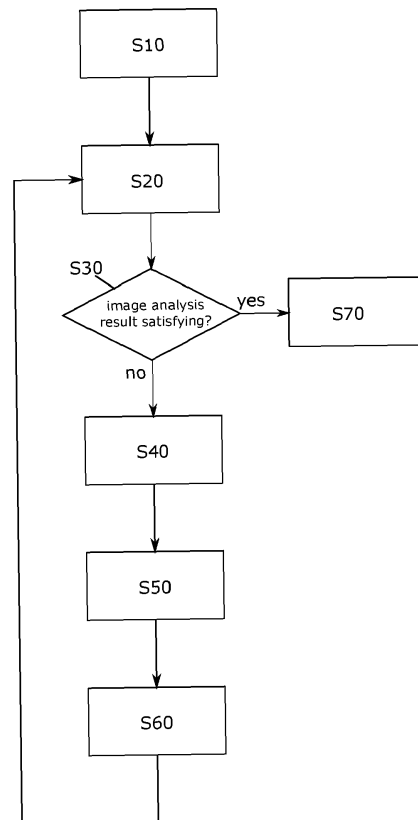 S10
S20
S30
image analysis
result satisfying?
yes
S70
no
S40
S50
S60